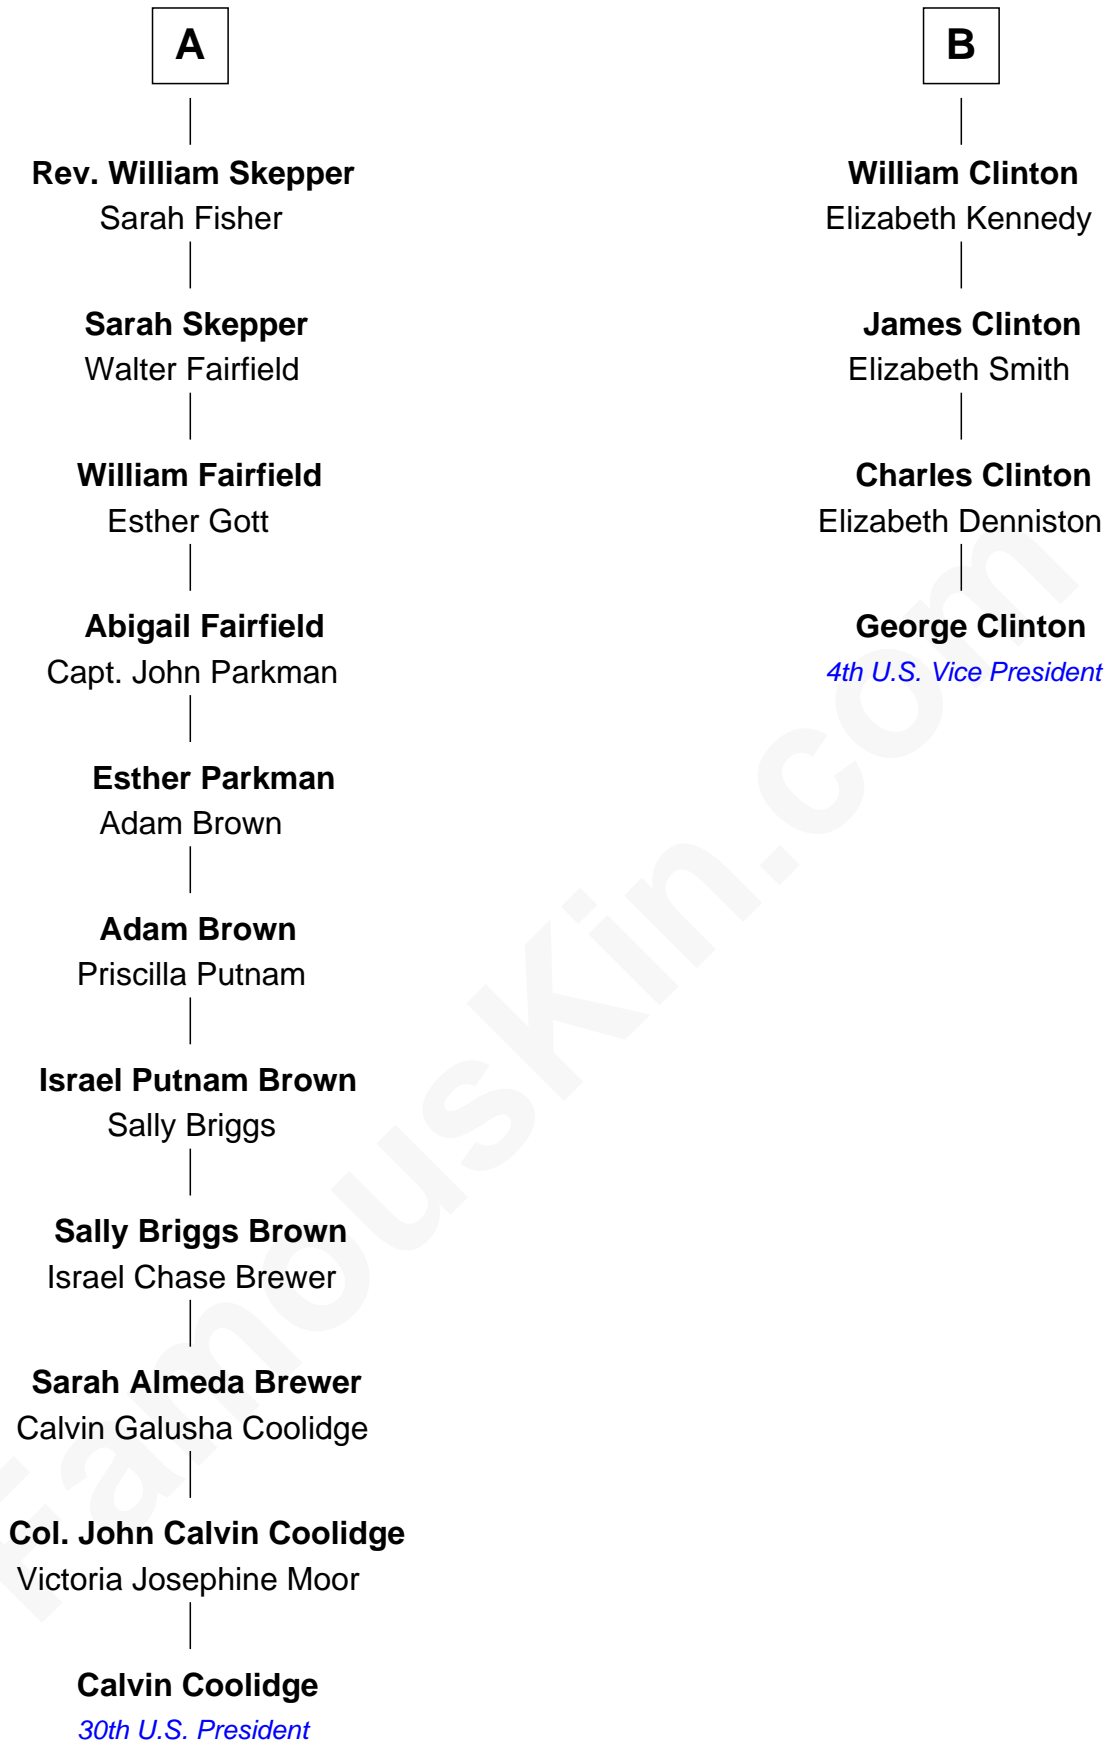 A
Rev. William Skepper
Sarah Fisher
Sarah Skepper
Walter Fairfield
William Fairfield
Esther Gott
Abigail Fairfield
Capt. John Parkman
Esther Parkman
Adam Brown
Adam Brown
Priscilla Putnam
Israel Putnam Brown
Sally Briggs
Sally Briggs Brown
Israel Chase Brewer
Sarah Almeda Brewer
Calvin Galusha Coolidge
Col. John Calvin Coolidge
Victoria Josephine Moor
Calvin Coolidge
30th U.S. President
B
William Clinton
Elizabeth Kennedy
James Clinton
Elizabeth Smith
Charles Clinton
Elizabeth Denniston
George Clinton
4th U.S. Vice President
FamousKin.com